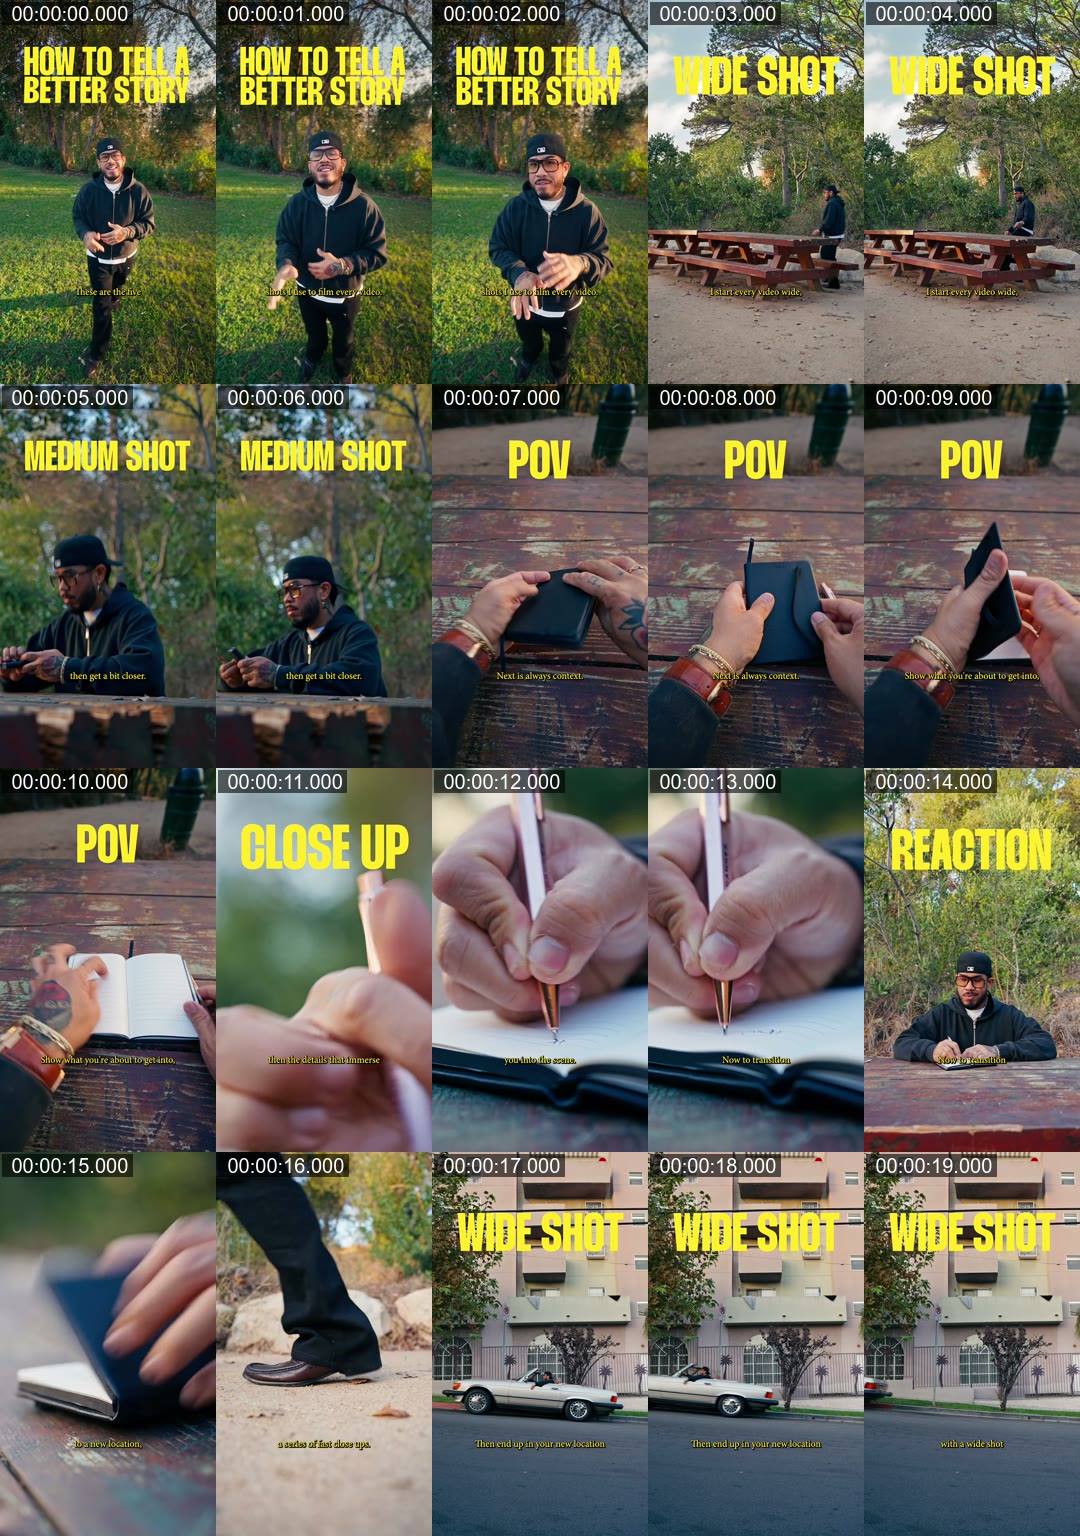 00:00:00.000
HOW TO TELL A
BETTER STORY
These are the five
00:00:01.000
HOW TO TELL A
BETTER STORY
shots I use to film every video.
00:00:02.000
HOW TO TELL A
BETTER STORY
shots I use to film every video.
00:00:03.000
WIDE SHOT
I start every video wide,
00:00:04.000
WIDE SHOT
I start every video wide,
00:00:05.000
MEDIUM SHOT
then get a bit closer.
00:00:06.000
MEDIUM SHOT
then get a bit closer.
00:00:07.000
POV
Next is always context.
00:00:08.000
POV
Next is always context.
00:00:09.000
POV
Show what you're about to get into,
00:00:10.000
POV
Show what you're about to get into,
00:00:11.000
CLOSE UP
then the details that immerse
00:00:12.000
you into the scene.
00:00:13.000
Now to transition
00:00:14.000
REACTION
Now to transition
00:00:15.000
to a new location,
00:00:16.000
a series of fast close ups.
00:00:17.000
WIDE SHOT
Then end up in your new location
00:00:18.000
WIDE SHOT
Then end up in your new location
00:00:19.000
WIDE SHOT
with a wide shot